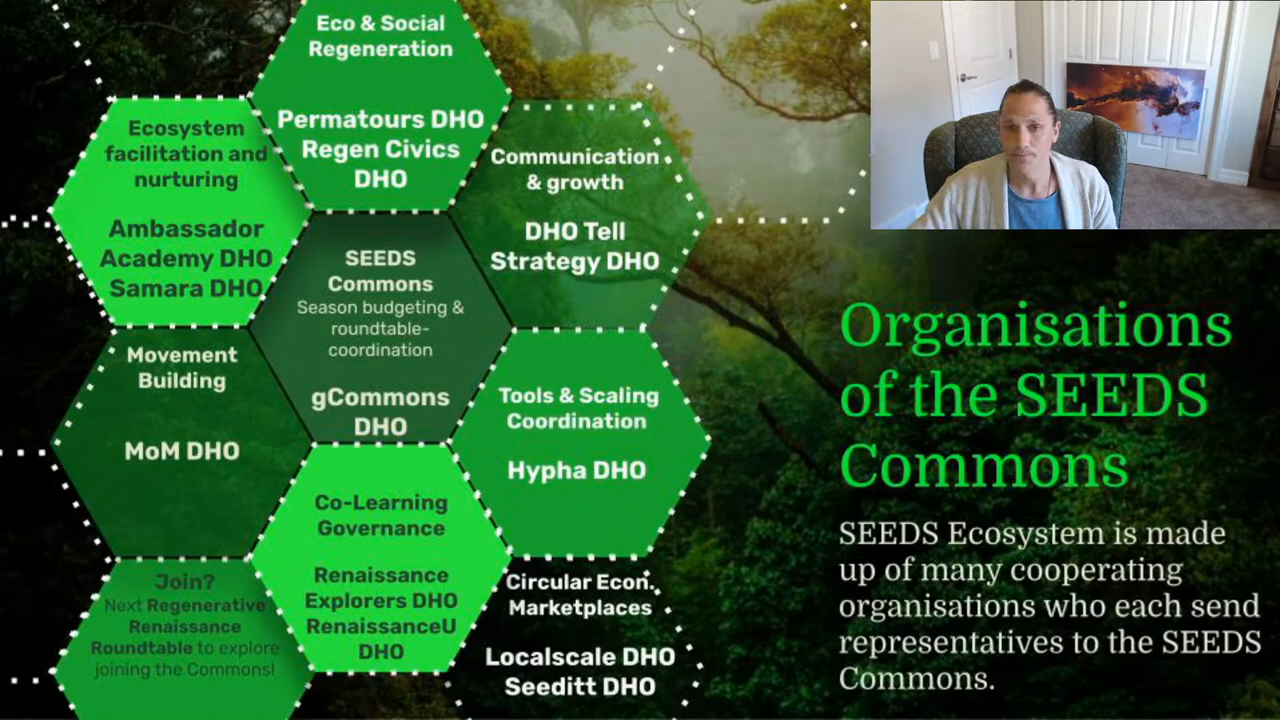 Eco & Social
Regeneration
Permatours DHO
Regen Civics
DHO
Ecosystem
facilitation and
nurturing
Ambassador
Academy DHO
Samara DHO
Communication
& growth
DHO Tell
Strategy DHO
SEEDS
Commons
Season budgeting &
roundtable-
coordination
gCommons
DHO
Movement
Building
MoM DHO
Tools & Scaling
Coordination
Hypha DHO
Co-Learning
Governance
Renaissance
Explorers DHO
RenaissanceU
DHO
Join?
Next Regenerative
Renaissance
Roundtable to explore
joining the Commons!
Circular Econ.
Marketplaces
Localscale DHO
Seeditt DHO
Organisations
of the SEEDS
Commons
SEEDS Ecosystem is made
up of many cooperating
organisations who each send
representatives to the SEEDS
Commons.